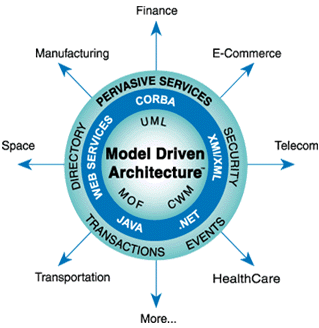 Finance
Manufacturing
E-Commerce
PERVASIVE SERVICES
CORBA
UML
DIRECTORY
WEB SERVICES
XMI/XML
SECURITY
Space
Model Driven
Architecture™
Telecom
MOF
CWM
JAVA
.NET
TRANSACTIONS
EVENTS
Transportation
HealthCare
More...